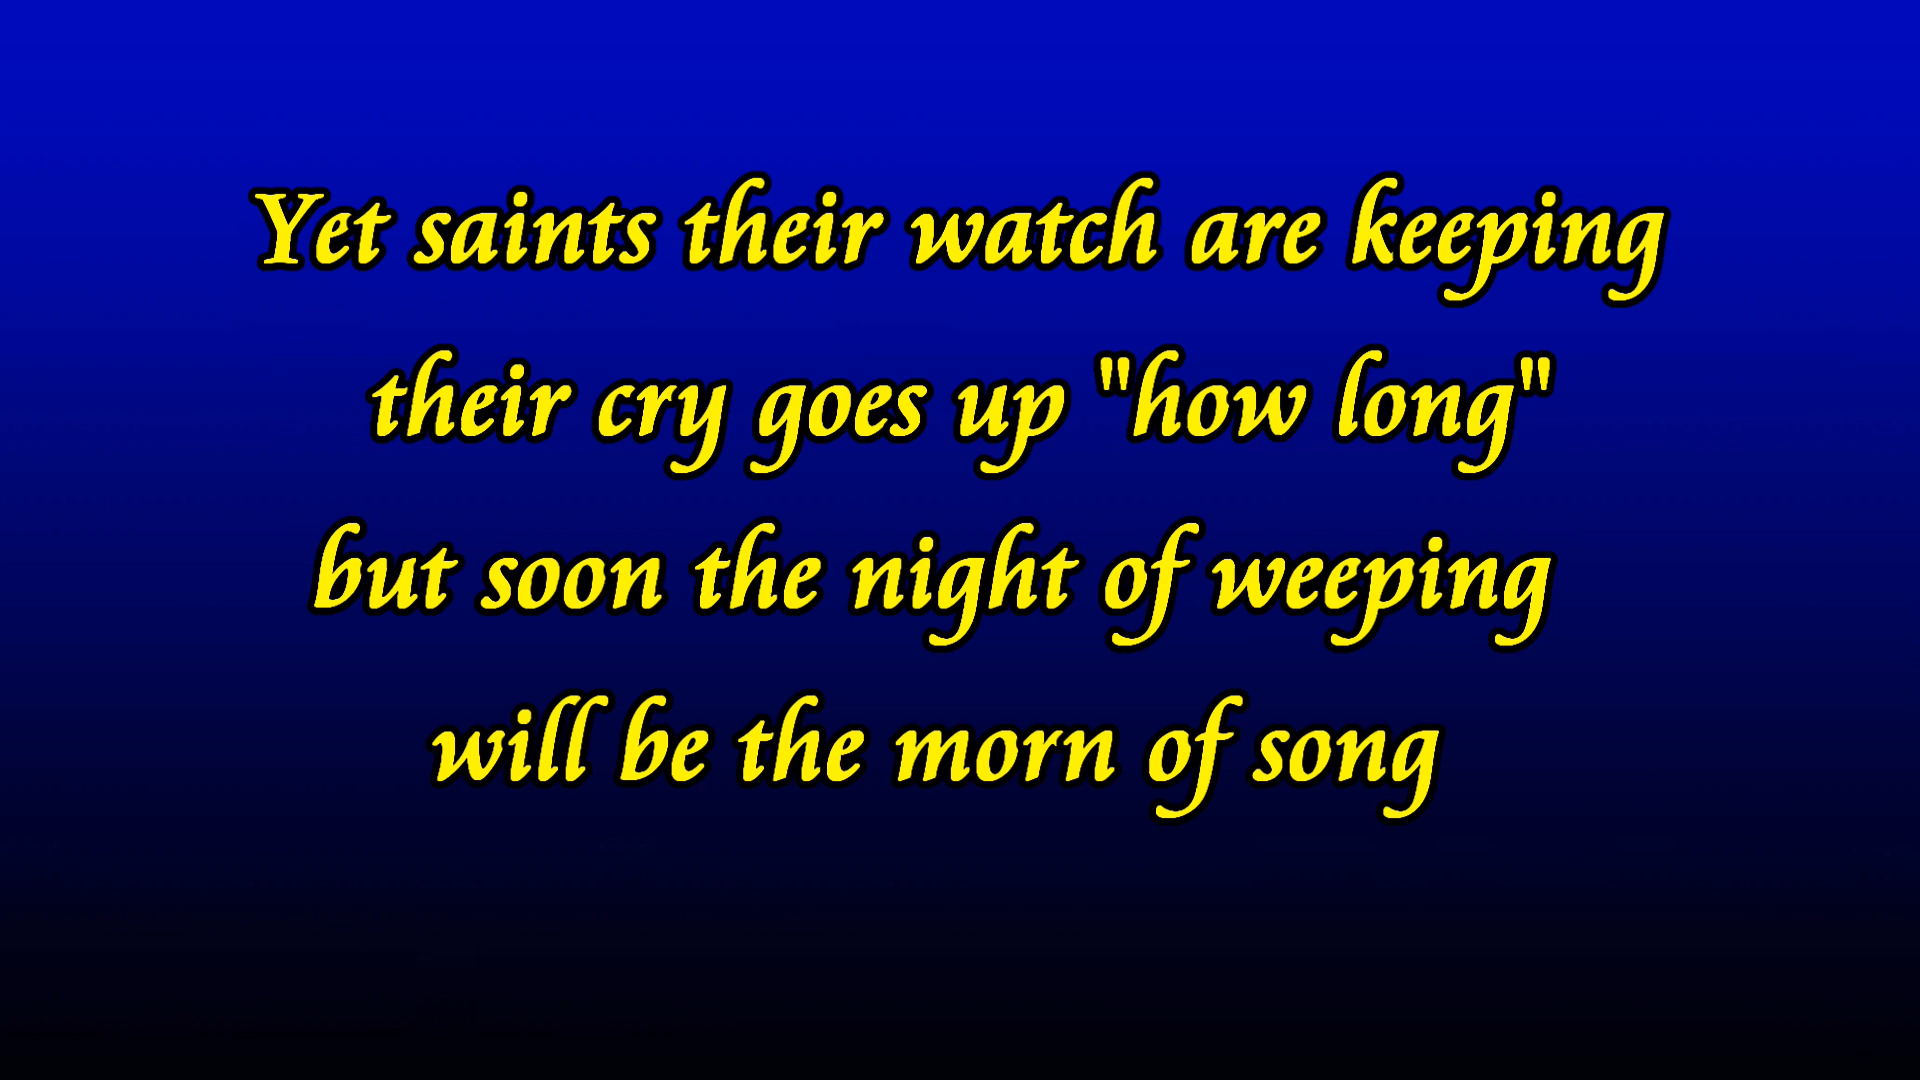 Yet saints their watch are keeping
their cry goes up "how long"
but soon the night of weeping
will be the morn of song